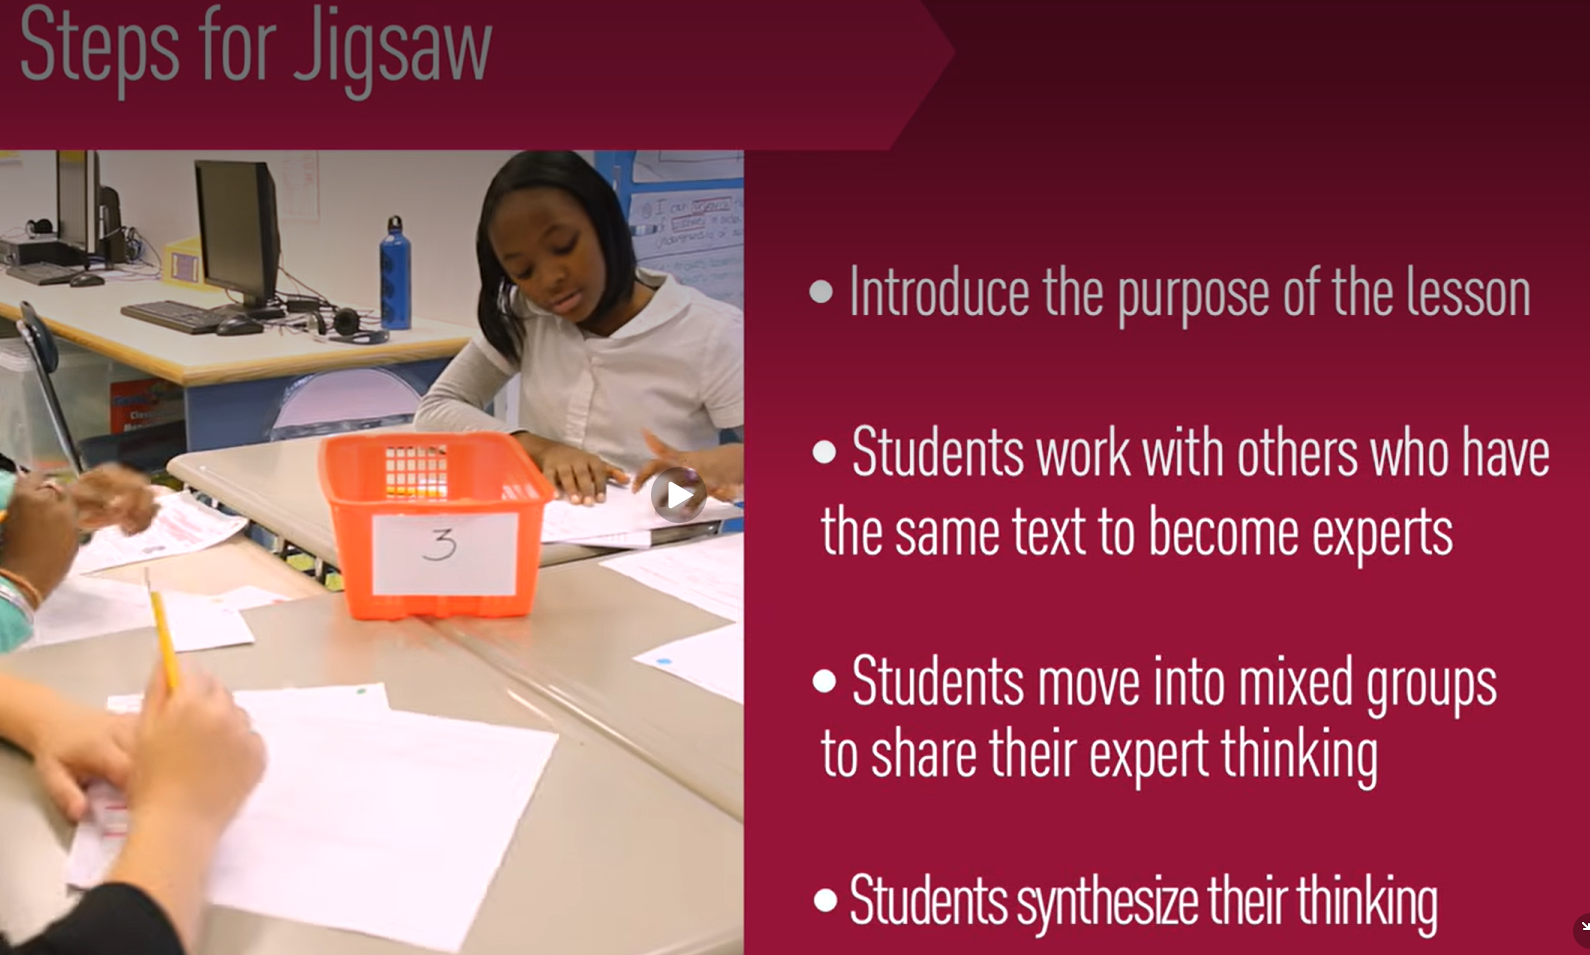 Steps for Jigsaw
• Introduce the purpose of the lesson
• Students work with others who have
the same text to become experts
• Students move into mixed groups
to share their expert thinking
• Students synthesize their thinking
3
I can